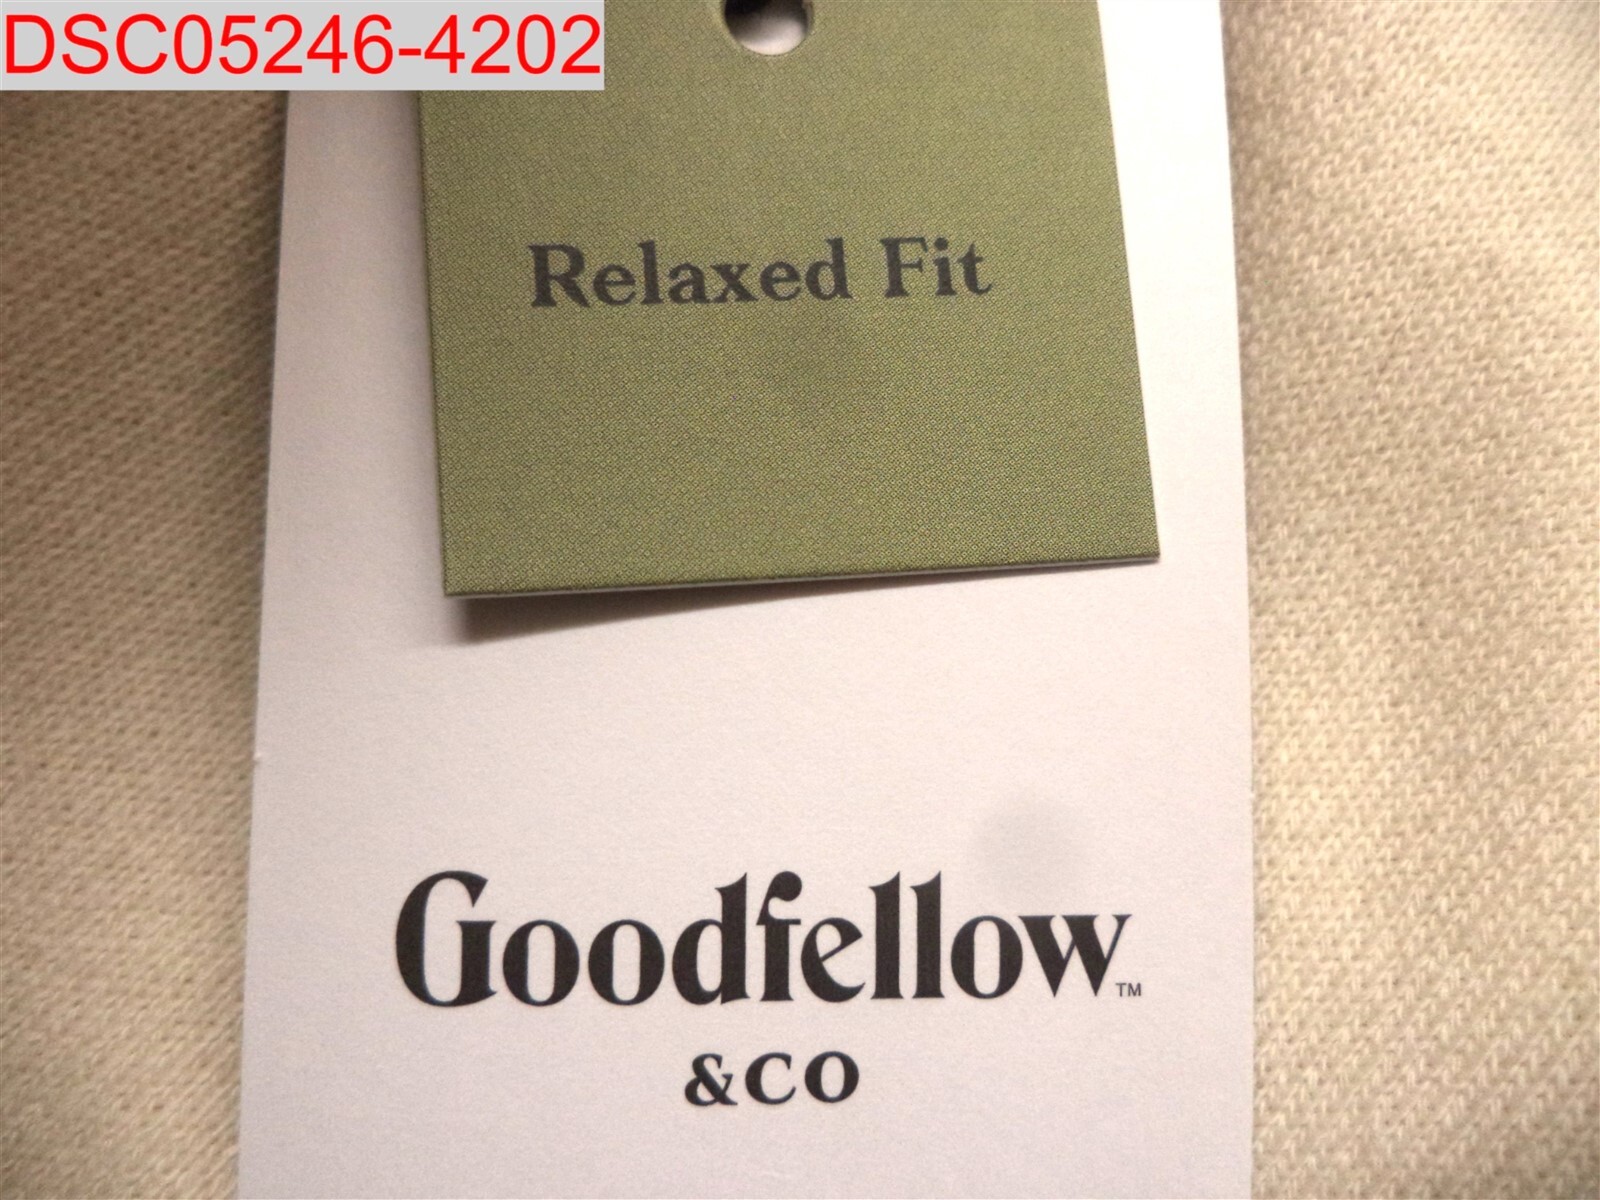 DSC05246-4202
Relaxed Fit
Goodfellow™
&CO